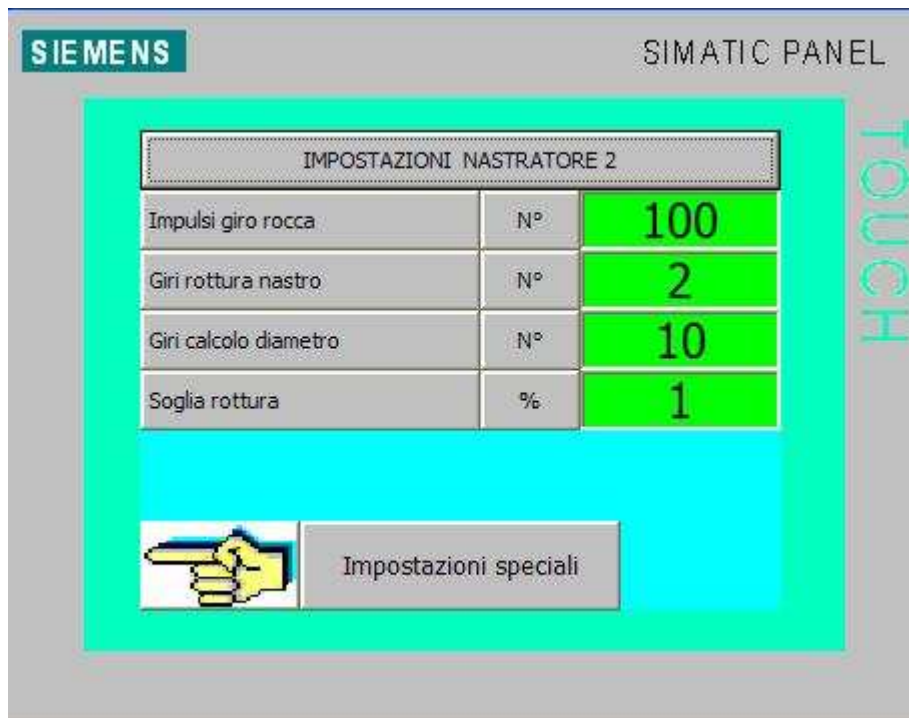 SIEMENS
SIMATIC PANEL
TOUCH
IMPOSTAZIONI NASTRATORE 2
Impulsi giro rocca N° 100
Giri rottura nastro N° 2
Giri calcolo diametro N° 10
Soglia rottura % 1
Impostazioni speciali